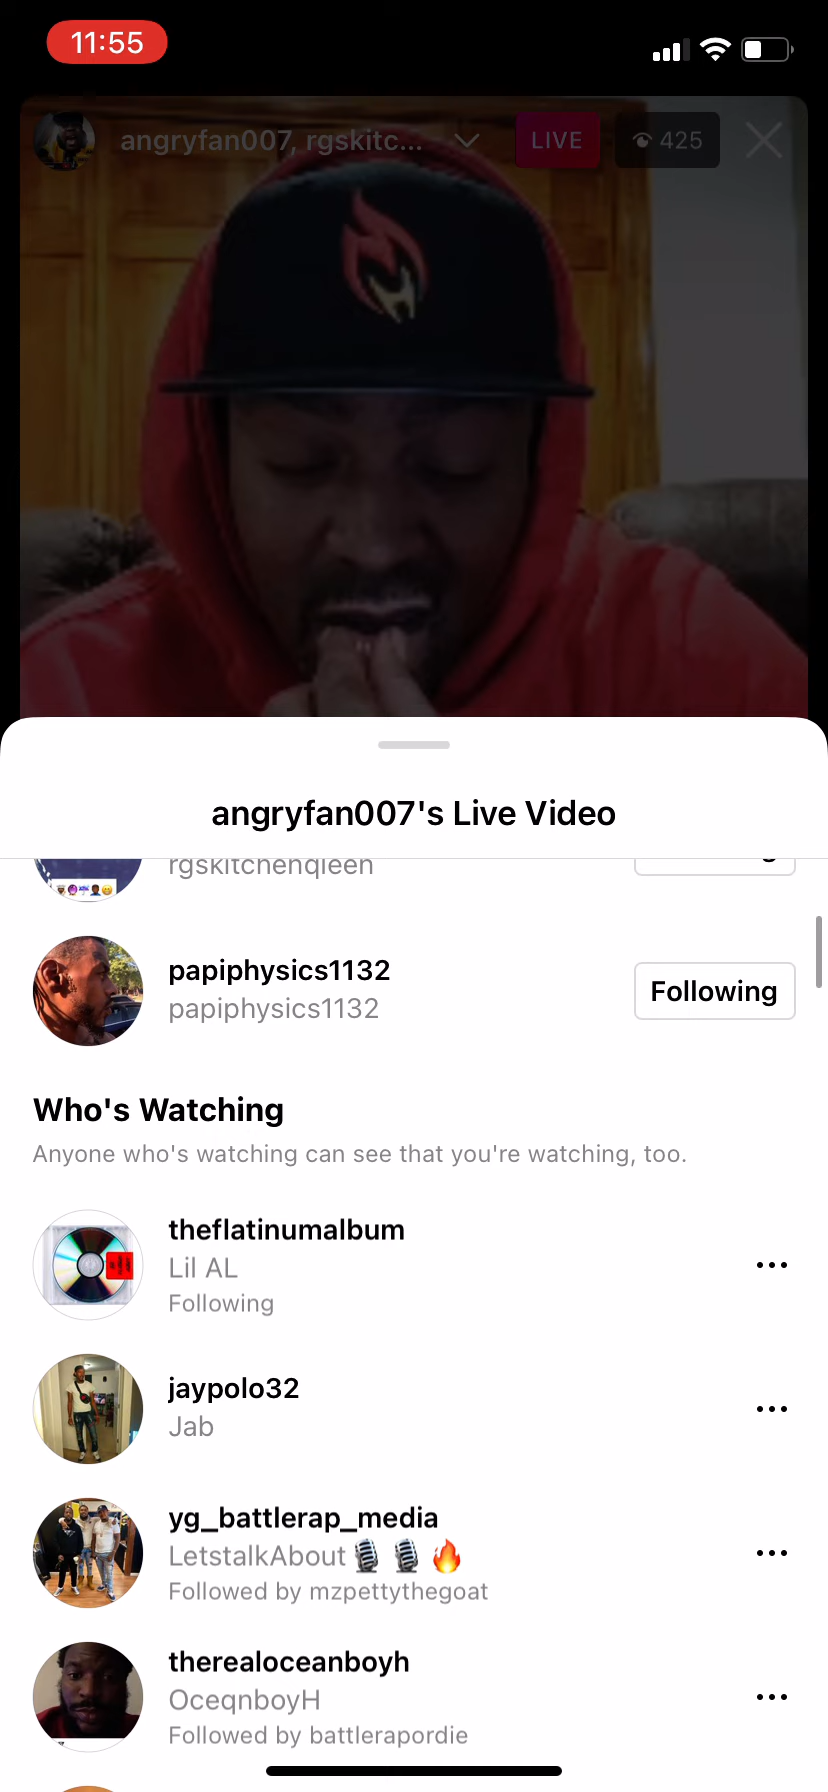 11:55
angryfan007, rgskitc...
LIVE
425
angryfan007's Live Video
rgskitchenqleen
papiphysics1132
papiphysics1132
Following
Who's Watching
Anyone who's watching can see that you're watching, too.
theflatinumalbum
Lil AL
Following
jaypolo32
Jab
yg_battlerap_media
LetstalkAbout🎙️🎙️🔥
Followed by mzpettythegoat
therealoceanboyh
OceqnboyH
Followed by battlerapordie